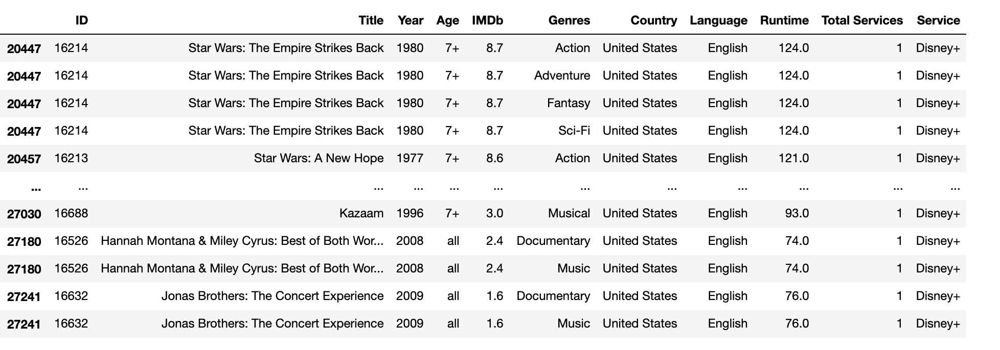 ID Title Year Age IMDb Genres Country Language Runtime Total Services Service
20447 16214 Star Wars: The Empire Strikes Back 1980 7+ 8.7 Action United States English 124.0 1 Disney+
20447 16214 Star Wars: The Empire Strikes Back 1980 7+ 8.7 Adventure United States English 124.0 1 Disney+
20447 16214 Star Wars: The Empire Strikes Back 1980 7+ 8.7 Fantasy United States English 124.0 1 Disney+
20447 16214 Star Wars: The Empire Strikes Back 1980 7+ 8.7 Sci-Fi United States English 124.0 1 Disney+
20457 16213 Star Wars: A New Hope 1977 7+ 8.6 Action United States English 121.0 1 Disney+
... ... ... ... ... ... ... ... ... ... ... ...
27030 16688 Kazaam 1996 7+ 3.0 Musical United States English 93.0 1 Disney+
27180 16526 Hannah Montana & Miley Cyrus: Best of Both Wor... 2008 all 2.4 Documentary United States English 74.0 1 Disney+
27180 16526 Hannah Montana & Miley Cyrus: Best of Both Wor... 2008 all 2.4 Music United States English 74.0 1 Disney+
27241 16632 Jonas Brothers: The Concert Experience 2009 all 1.6 Documentary United States English 76.0 1 Disney+
27241 16632 Jonas Brothers: The Concert Experience 2009 all 1.6 Music United States English 76.0 1 Disney+